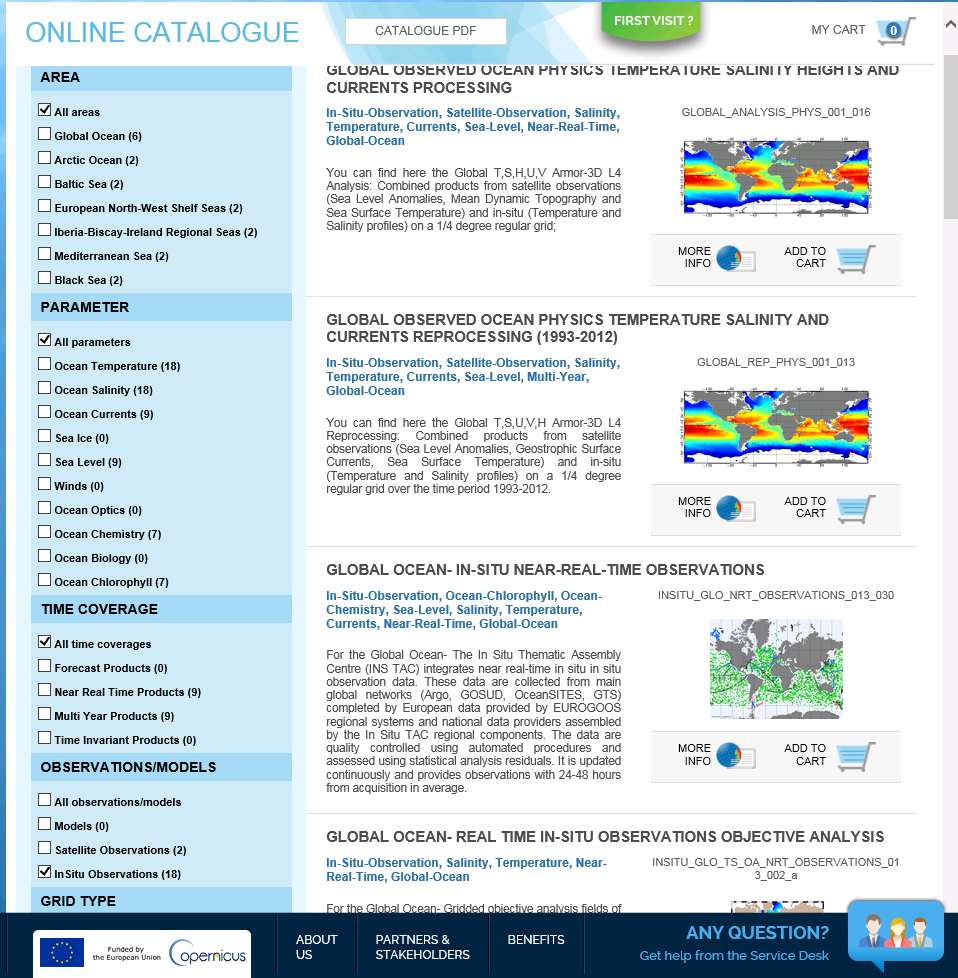 ONLINE CATALOGUE
CATALOGUE PDF
FIRST VISIT ?
MY CART
0
AREA
All areas
Global Ocean (6)
Arctic Ocean (2)
Baltic Sea (2)
European North-West Shelf Seas (2)
Iberia-Biscay-Ireland Regional Seas (2)
Mediterranean Sea (2)
Black Sea (2)
PARAMETER
All parameters
Ocean Temperature (18)
Ocean Salinity (18)
Ocean Currents (9)
Sea Ice (0)
Sea Level (9)
Winds (0)
Ocean Optics (0)
Ocean Chemistry (7)
Ocean Biology (0)
Ocean Chlorophyll (7)
TIME COVERAGE
All time coverages
Forecast Products (0)
Near Real Time Products (9)
Multi Year Products (9)
Time Invariant Products (0)
OBSERVATIONS/MODELS
All observations/models
Models (0)
Satellite Observations (2)
InSitu Observations (18)
GRID TYPE
GLOBAL OBSERVED OCEAN PHYSICS TEMPERATURE SALINITY HEIGHTS AND
CURRENTS PROCESSING
In-Situ-Observation, Satellite-Observation, Salinity,
Temperature, Currents, Sea-Level, Near-Real-Time,
Global-Ocean
You can find here the Global T,S,H,U,V Armor-3D L4
Analysis: Combined products from satellite observations
(Sea Level Anomalies, Mean Dynamic Topography and
Sea Surface Temperature) and in-situ (Temperature and
Salinity profiles) on a 1/4 degree regular grid;
GLOBAL_ANALYSIS_PHYS_001_016
MORE
INFO
ADD TO
CART
GLOBAL OBSERVED OCEAN PHYSICS TEMPERATURE SALINITY AND
CURRENTS REPROCESSING (1993-2012)
In-Situ-Observation, Satellite-Observation, Salinity,
Temperature, Currents, Sea-Level, Multi-Year,
Global-Ocean
You can find here the Global T,S,U,V,H Armor-3D L4
Reprocessing: Combined products from satellite
observations (Sea Level Anomalies, Geostrophic Surface
Currents, Sea Surface Temperature) and in-situ
(Temperature and Salinity profiles) on a 1/4 degree
regular grid over the time period 1993-2012.
GLOBAL_REP_PHYS_001_013
MORE
INFO
ADD TO
CART
GLOBAL OCEAN- IN-SITU NEAR-REAL-TIME OBSERVATIONS
In-Situ-Observation, Ocean-Chlorophyll, Ocean-
Chemistry, Sea-Level, Salinity, Temperature,
Currents, Near-Real-Time, Global-Ocean
For the Global Ocean- The In Situ Thematic Assembly
Centre (INS TAC) integrates near real-time in situ in situ
observation data. These data are collected from main
global networks (Argo, GOSUD, OceanSITES, GTS)
completed by European data provided by EUROGOOS
regional systems and national data providers assembled
by the In Situ TAC regional components. The data are
quality controlled using automated procedures and
assessed using statistical analysis residuals. It is updated
continuously and provides observations with 24-48 hours
from acquisition in average.
INSITU_GLO_NRT_OBSERVATIONS_013_030
MORE
INFO
ADD TO
CART
GLOBAL OCEAN- REAL TIME IN-SITU OBSERVATIONS OBJECTIVE ANALYSIS
In-Situ-Observation, Salinity, Temperature, Near-
Real-Time, Global-Ocean
For the Global Ocean- Gridded objective analysis fields of
INSITU_GLO_TS_OA_NRT_OBSERVATIONS_01
3_002_a
Funded by
the European Union
opernicus
ABOUT
US
PARTNERS &
STAKEHOLDERS
BENEFITS
ANY QUESTION?
Get help from the Service Desk